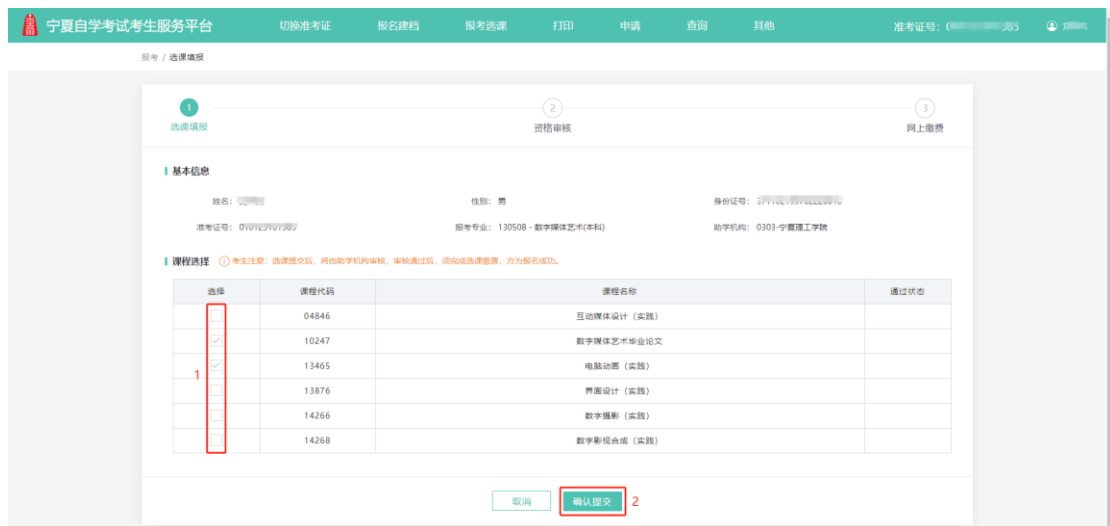 宁夏自学考试考生服务平台 切换准考证 报名建档 报考选课 打印 申请 查询 其他 准考证号:
报考 / 选课填报
1 2 3
选课填报 资格审核 网上缴费
基本信息
姓名: 性别: 男 身份证号:
准考证号: 报考专业: 130508 - 数字媒体艺术(本科) 助学机构: 0303-宁夏理工学院
课程选择 考生注意:选课提交后,将由助学机构审核,审核通过后,须完成选课缴费,方为报名成功。
选择 课程代码 课程名称 通过状态
04846 互动媒体设计(实践)
10247 数字媒体艺术毕业论文
1 13465 电脑动画(实践)
13876 界面设计(实践)
14266 数字摄影(实践)
14268 数字影视合成(实践)
取消 确认提交 2